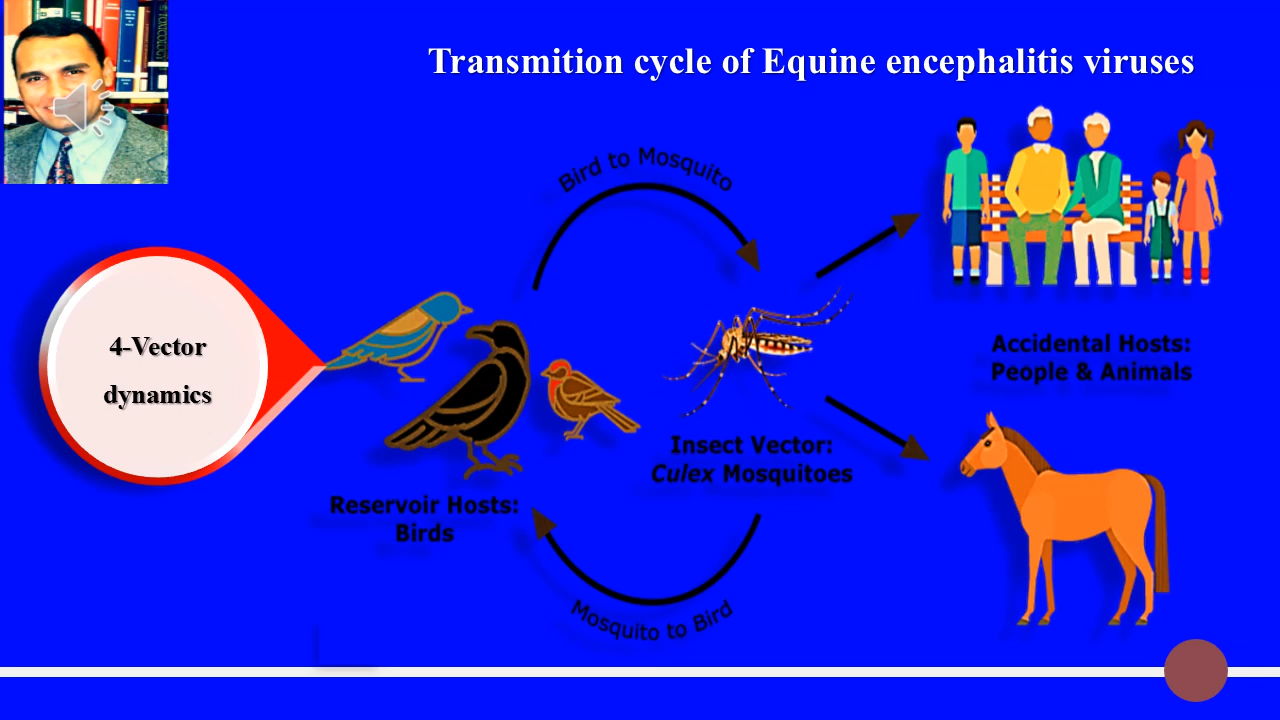 Transmition cycle of Equine encephalitis viruses
Bird to Mosquito
4-Vector
dynamics
Accidental Hosts:
People & Animals
Insect Vector:
Culex Mosquitoes
Reservoir Hosts:
Birds
Mosquito to Bird